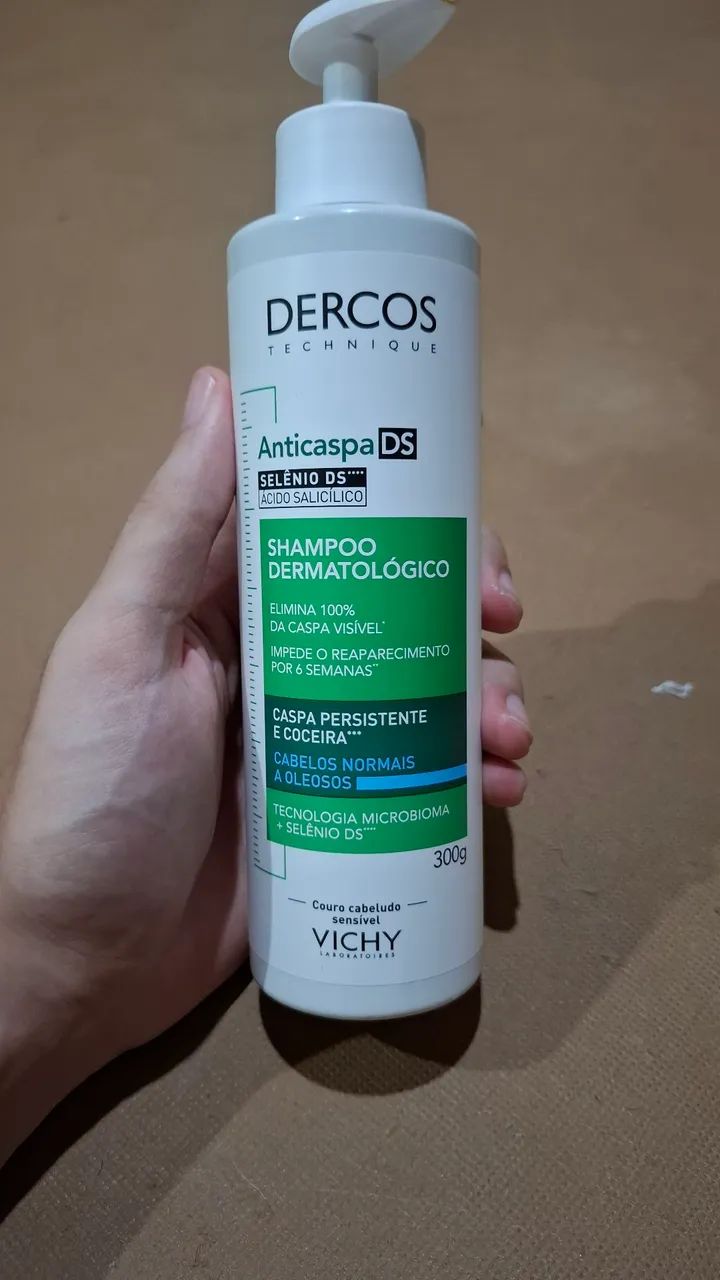 DERCOS
TECHNIQUE
Anticaspa DS
SELÊNIO DS****
ÁCIDO SALICÍLICO
SHAMPOO
DERMATOLÓGICO
ELIMINA 100%
DA CASPA VISÍVEL*
IMPEDE O REAPARECIMENTO
POR 6 SEMANAS**
CASPA PERSISTENTE
E COCEIRA***
CABELOS NORMAIS
A OLEOSOS
TECNOLOGIA MICROBIOMA
+ SELÊNIO DS****
300g
Couro cabeludo
sensível
VICHY
LABORATOIRES